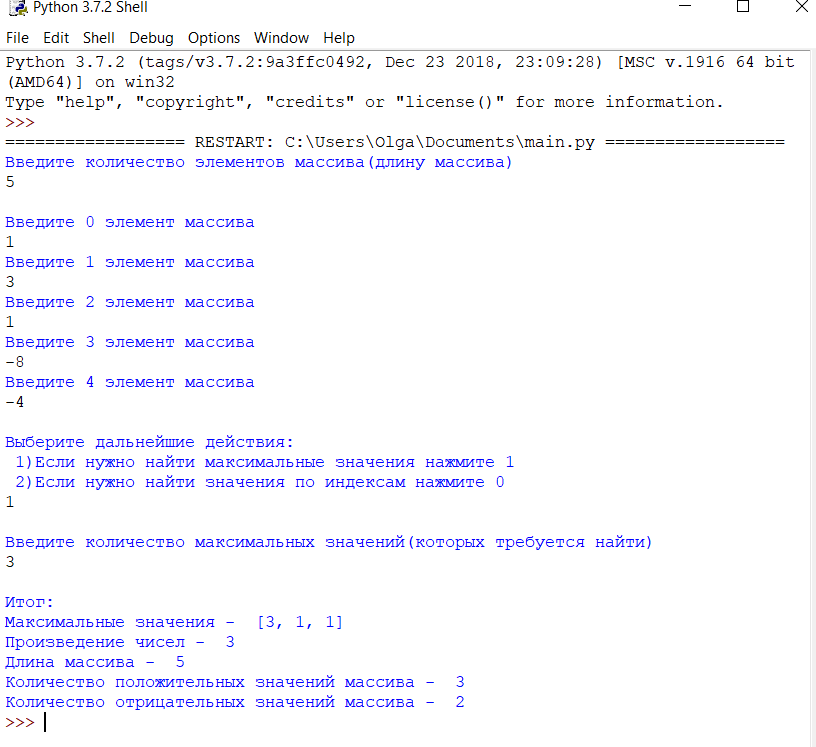 Python 3.7.2 Shell
File Edit Shell Debug Options Window Help
Python 3.7.2 (tags/v3.7.2:9a3ffc0492, Dec 23 2018, 23:09:28) [MSC v.1916 64 bit
(AMD64)] on win32
Type "help", "copyright", "credits" or "license()" for more information.
>>>
================== RESTART: C:\Users\Olga\Documents\main.py ==================
Введите количество элементов массива(длину массива)
5
Введите 0 элемент массива
1
Введите 1 элемент массива
3
Введите 2 элемент массива
1
Введите 3 элемент массива
-8
Введите 4 элемент массива
-4
Выберите дальнейшие действия:
1)Если нужно найти максимальные значения нажмите 1
2)Если нужно найти значения по индексам нажмите 0
1
Введите количество максимальных значений(которых требуется найти)
3
Итог:
Максимальные значения - [3, 1, 1]
Произведение чисел - 3
Длина массива - 5
Количество положительных значений массива - 3
Количество отрицательных значений массива - 2
>>>